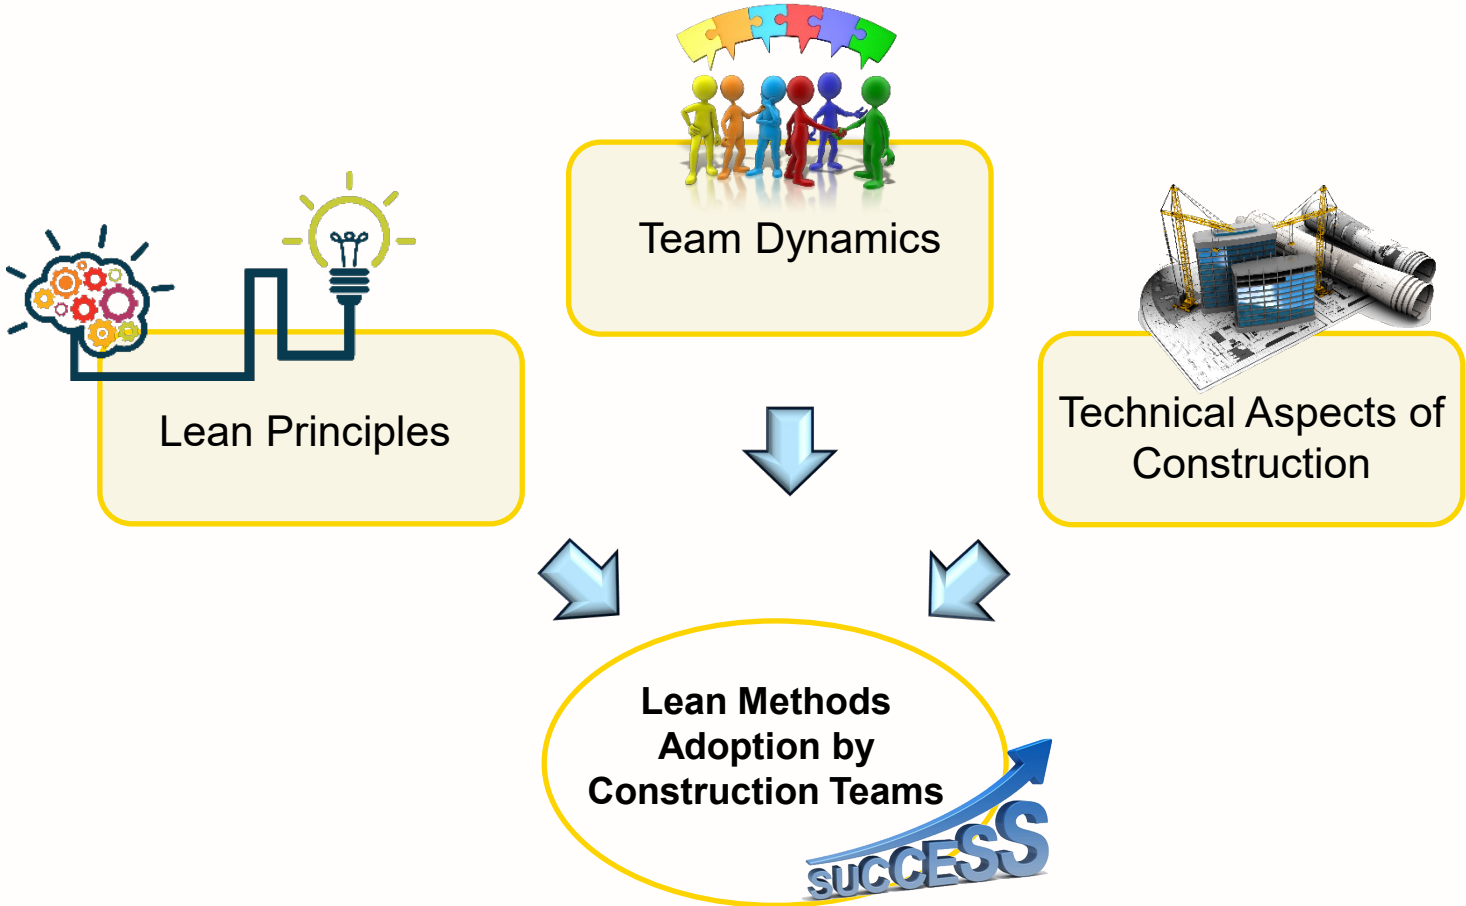 Team Dynamics
Lean Principles
Technical Aspects of
Construction
Lean Methods
Adoption by
Construction Teams
SUCCESS